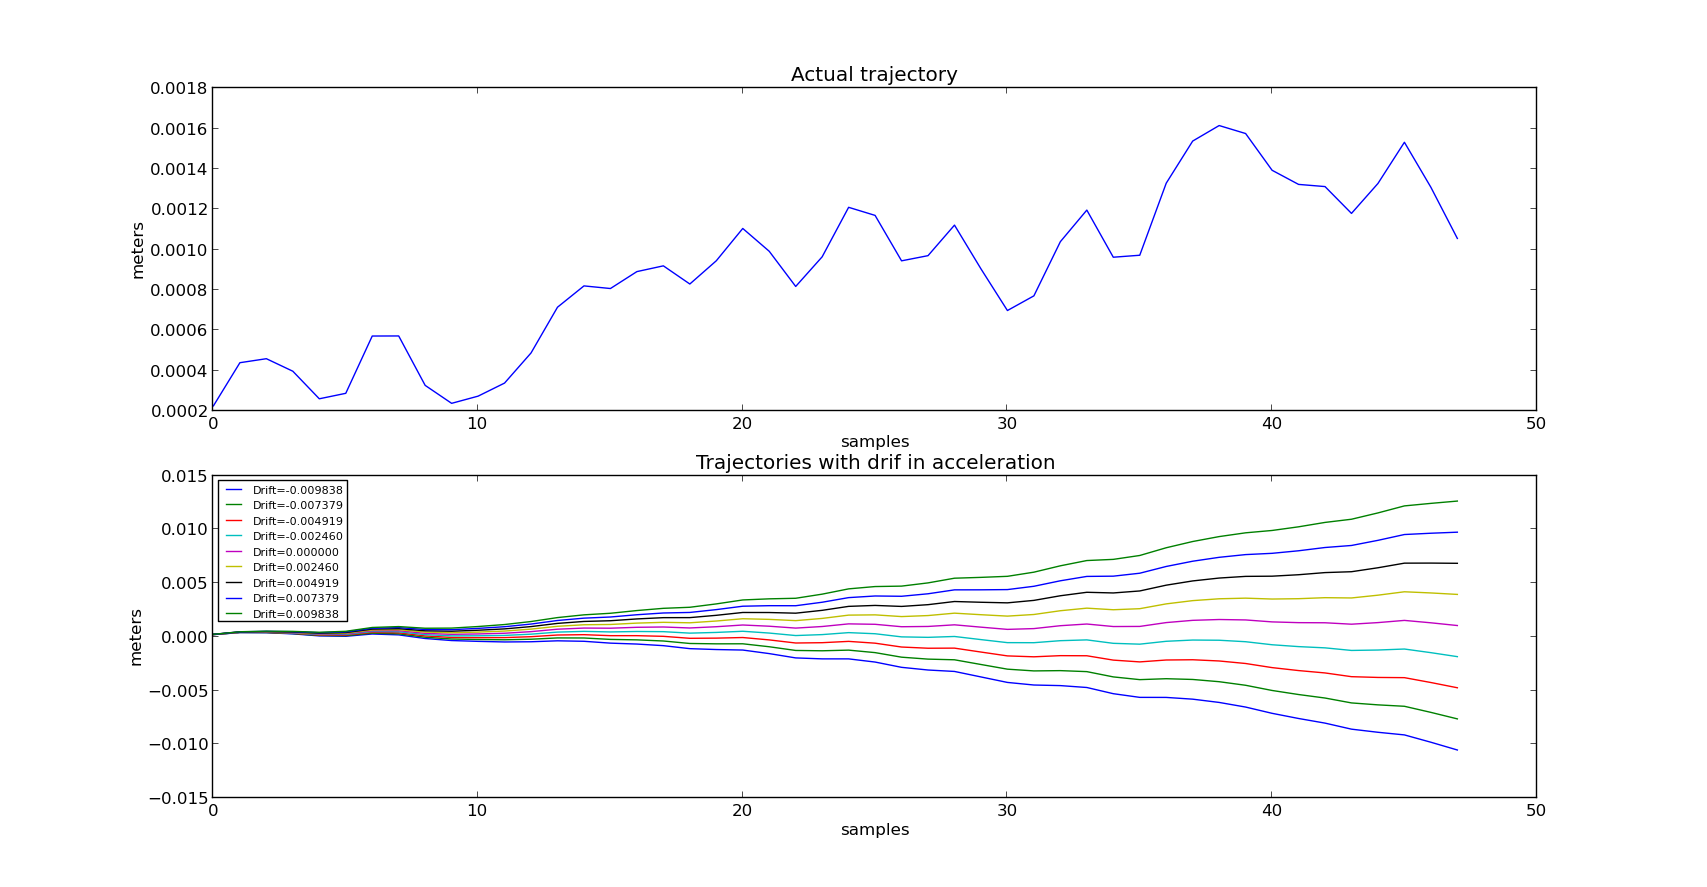 Actual trajectory
0.0018
0.0016
0.0014
0.0012
0.0010
0.0008
0.0006
0.0004
0.0002
meters
0 10 20 30 40 50
samples
Trajectories with drif in acceleration
0.015
0.010
0.005
0.000
−0.005
−0.010
−0.015
meters
Drift=-0.009838
Drift=-0.007379
Drift=-0.004919
Drift=-0.002460
Drift=0.000000
Drift=0.002460
Drift=0.004919
Drift=0.007379
Drift=0.009838
0 10 20 30 40 50
samples